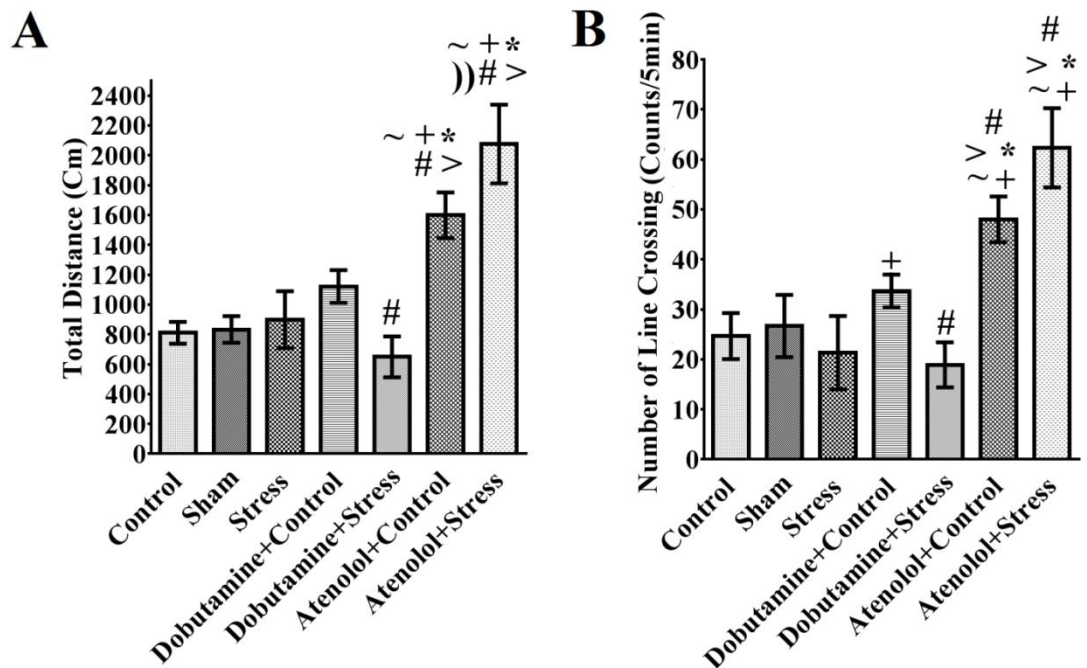 A
Total Distance (Cm)
2400
2200
2000
1800
1600
1400
1200
1000
800
600
400
200
0
#
~ + *
# >
~ + *
)) # >
Control
Sham
Stress
Dobutamine+Control
Dobutamine+Stress
Atenolol+Control
Atenolol+Stress
B
Number of Line Crossing (Counts/5min)
80
70
60
50
40
30
20
10
0
+
#
#
> *
~ +
#
> *
~ +
Control
Sham
Stress
Dobutamine+Control
Dobutamine+Stress
Atenolol+Control
Atenolol+Stress